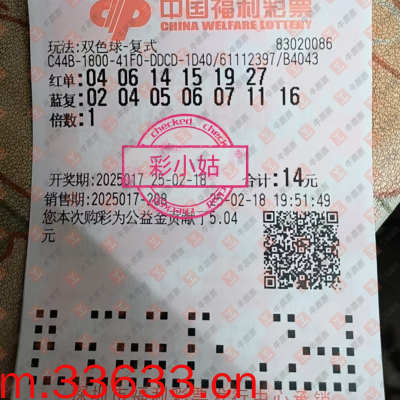 中国福利彩票
CHINA WELFARE LOTTERY
玩法:双色球-复式 83020086
C44B-1800-41F0-DDCD-1D40/61112397/B4043
红单:04 06 14 15 19 27
蓝复:02 04 05 06 07 11 16
倍数:1
checked
彩小姑
checked
开奖期:2025017 25-02-18 合计:14元
销售期:2025017-208 25-02-18 19:51:49
您本次购彩为公益金贡献了5.04
元
m.33633.cn